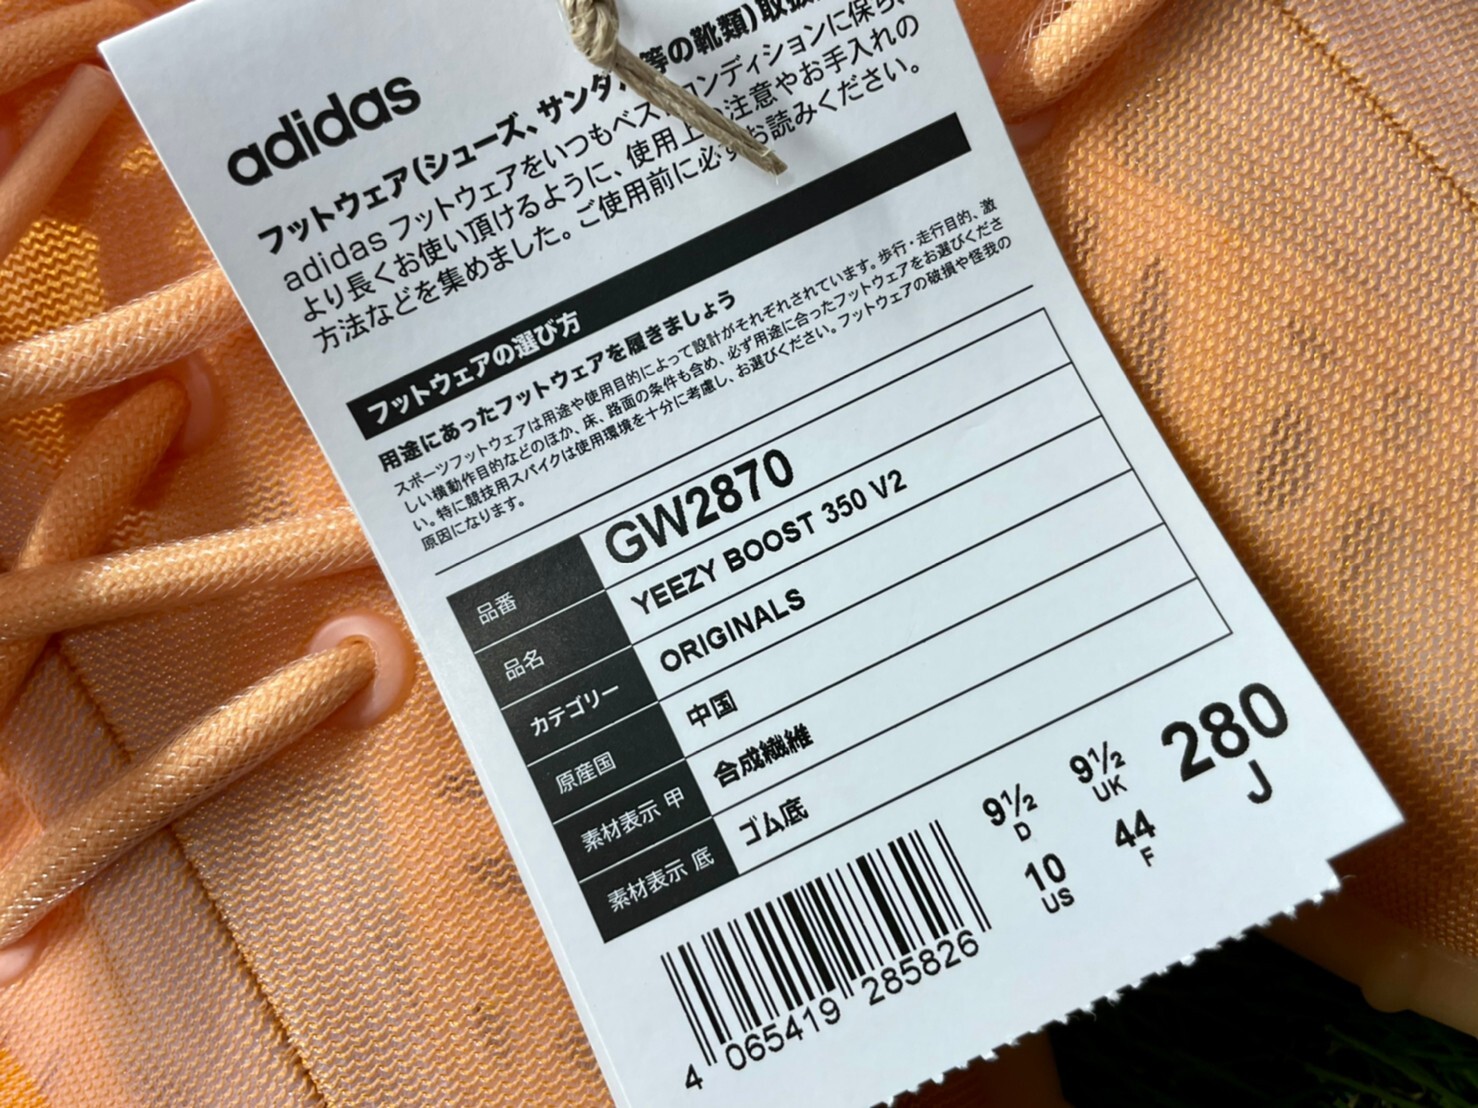 adidas
フットウェア(シューズ、サンダル等の靴類)取扱
adidas フットウェアをいつもベストコンディションに保ち、
より長くお使い頂けるように、使用上の注意やお手入れの
方法などを集めました。ご使用前に必ずお読みください。
フットウェアの選び方
用途にあったフットウェアを履きましょう
スポーツフットウェアは用途や使用目的によって設計がそれぞれされています。歩行・走行目的、激
しい横動作目的などのほか、床、路面の条件も含め、必ず用途に合ったフットウェアをお選びくださ
い。特に競技用スパイクは使用環境を十分に考慮し、お選びください。フットウェアの破損や怪我の
原因になります。
品番 GW2870
品名 YEEZY BOOST 350 V2
カテゴリー ORIGINALS
原産国 中国
素材表示 甲 合成繊維
素材表示 底 ゴム底
9½ D 9½ UK 280 J
10 US 44 F
4 065419 285826